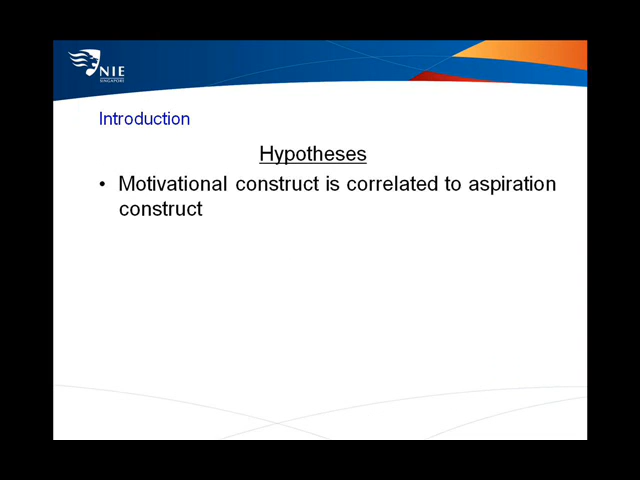 NIE
SINGAPORE
Introduction
Hypotheses
• Motivational construct is correlated to aspiration
construct